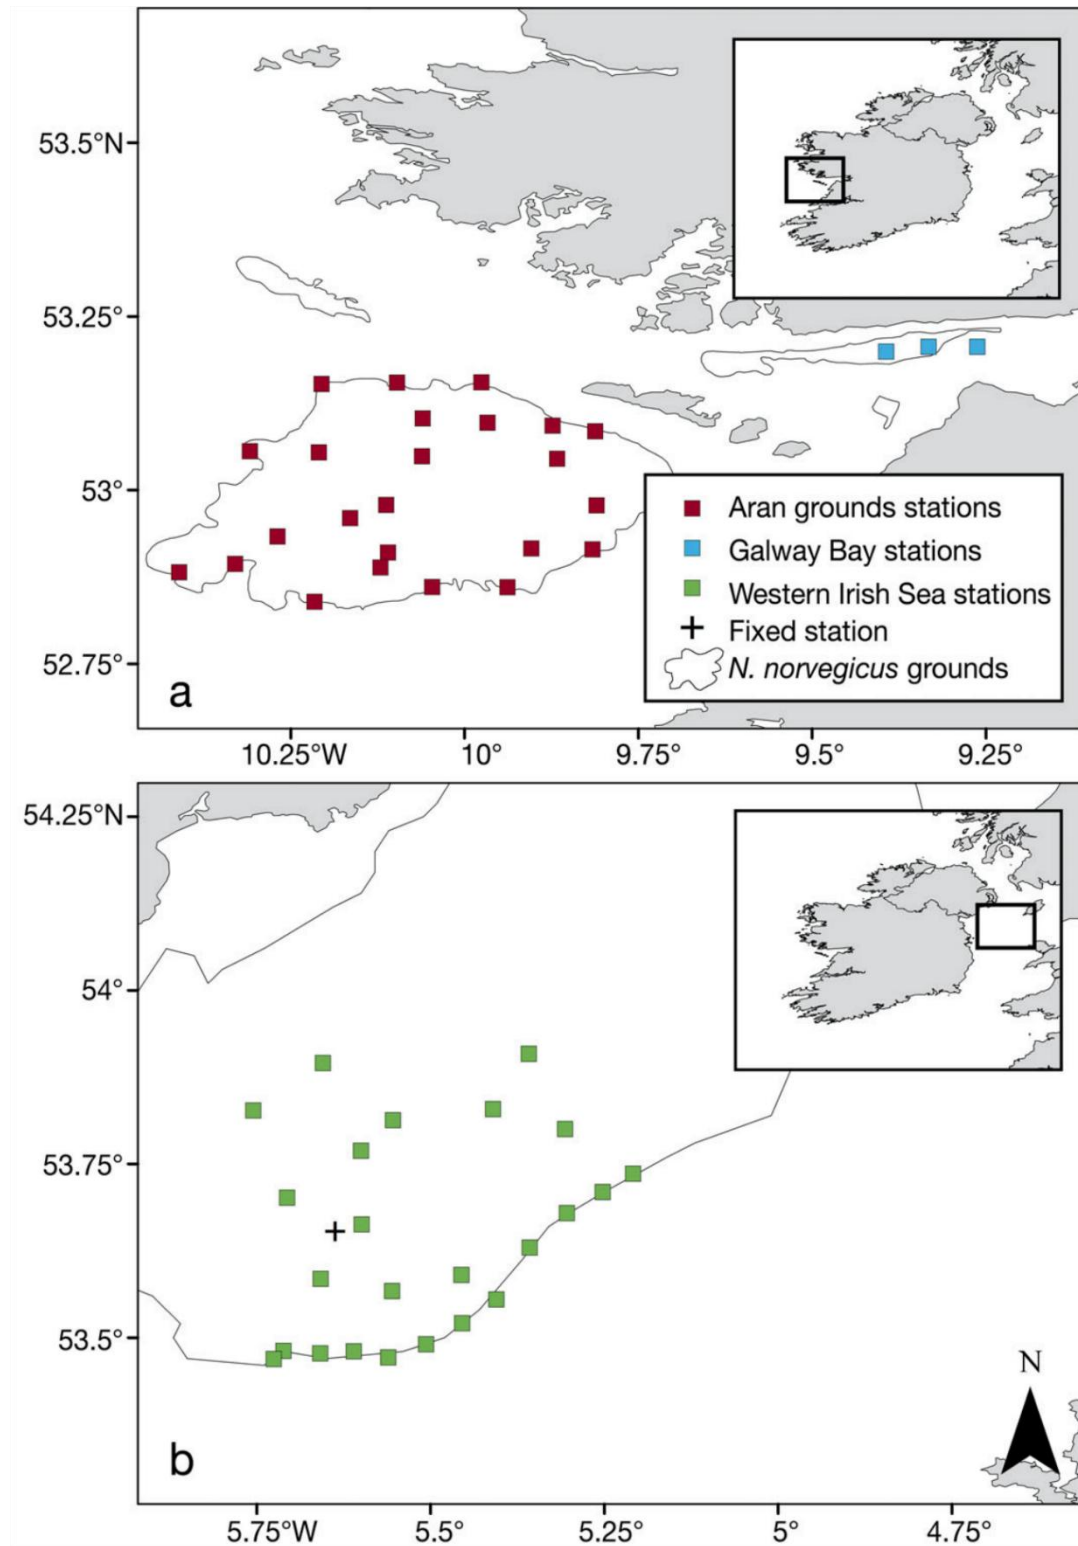 53.5°N
53.25°
53°
52.75°
Aran grounds stations
Galway Bay stations
Western Irish Sea stations
Fixed station
N. norvegicus grounds
a
10.25°W 10° 9.75° 9.5° 9.25°
54.25°N
54°
53.75°
53.5°
N
b
5.75°W 5.5° 5.25° 5° 4.75°